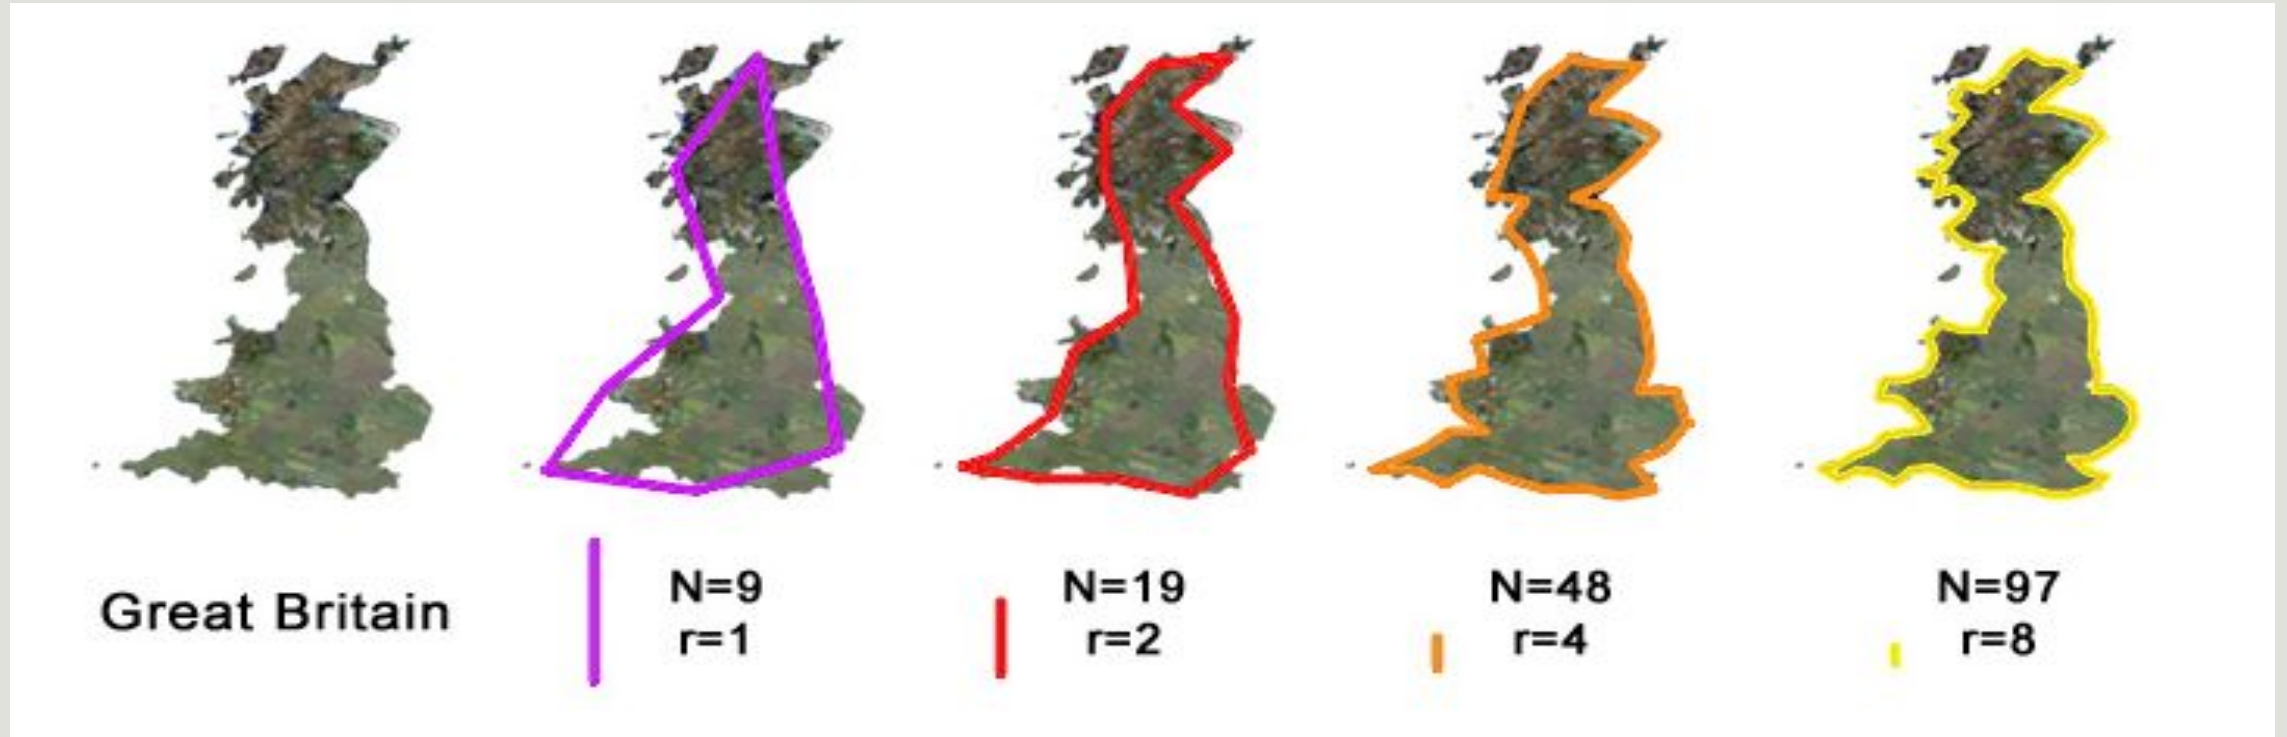 Great Britain
N=9
r=1
N=19
r=2
N=48
r=4
N=97
r=8